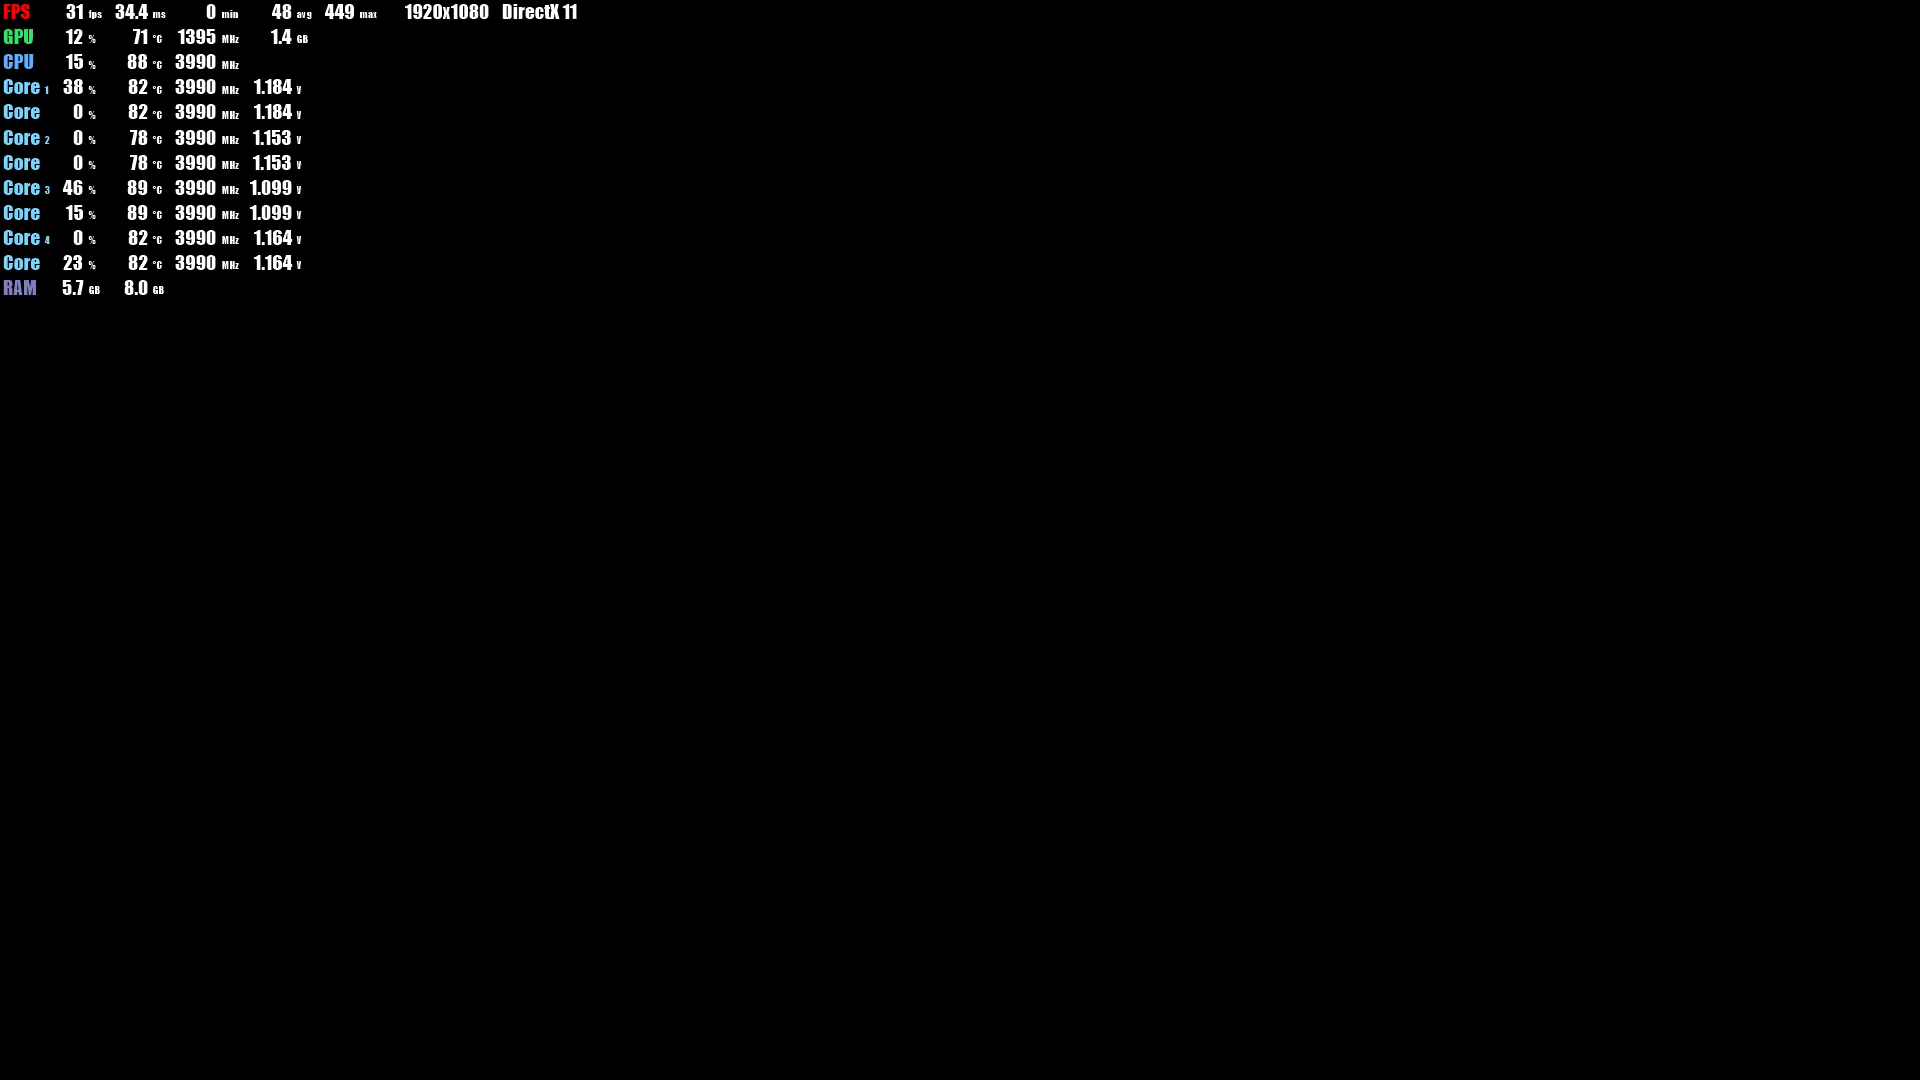 FPS 31 fps 34.4 ms 0 min 48 avg 449 max 1920x1080 DirectX 11
GPU 12 % 71 °C 1395 MHz 1.4 GB
CPU 15 % 88 °C 3990 MHz
Core 1 38 % 82 °C 3990 MHz 1.184 V
Core 0 % 82 °C 3990 MHz 1.184 V
Core 2 0 % 78 °C 3990 MHz 1.153 V
Core 0 % 78 °C 3990 MHz 1.153 V
Core 3 46 % 89 °C 3990 MHz 1.099 V
Core 15 % 89 °C 3990 MHz 1.099 V
Core 4 0 % 82 °C 3990 MHz 1.164 V
Core 23 % 82 °C 3990 MHz 1.164 V
RAM 5.7 GB 8.0 GB